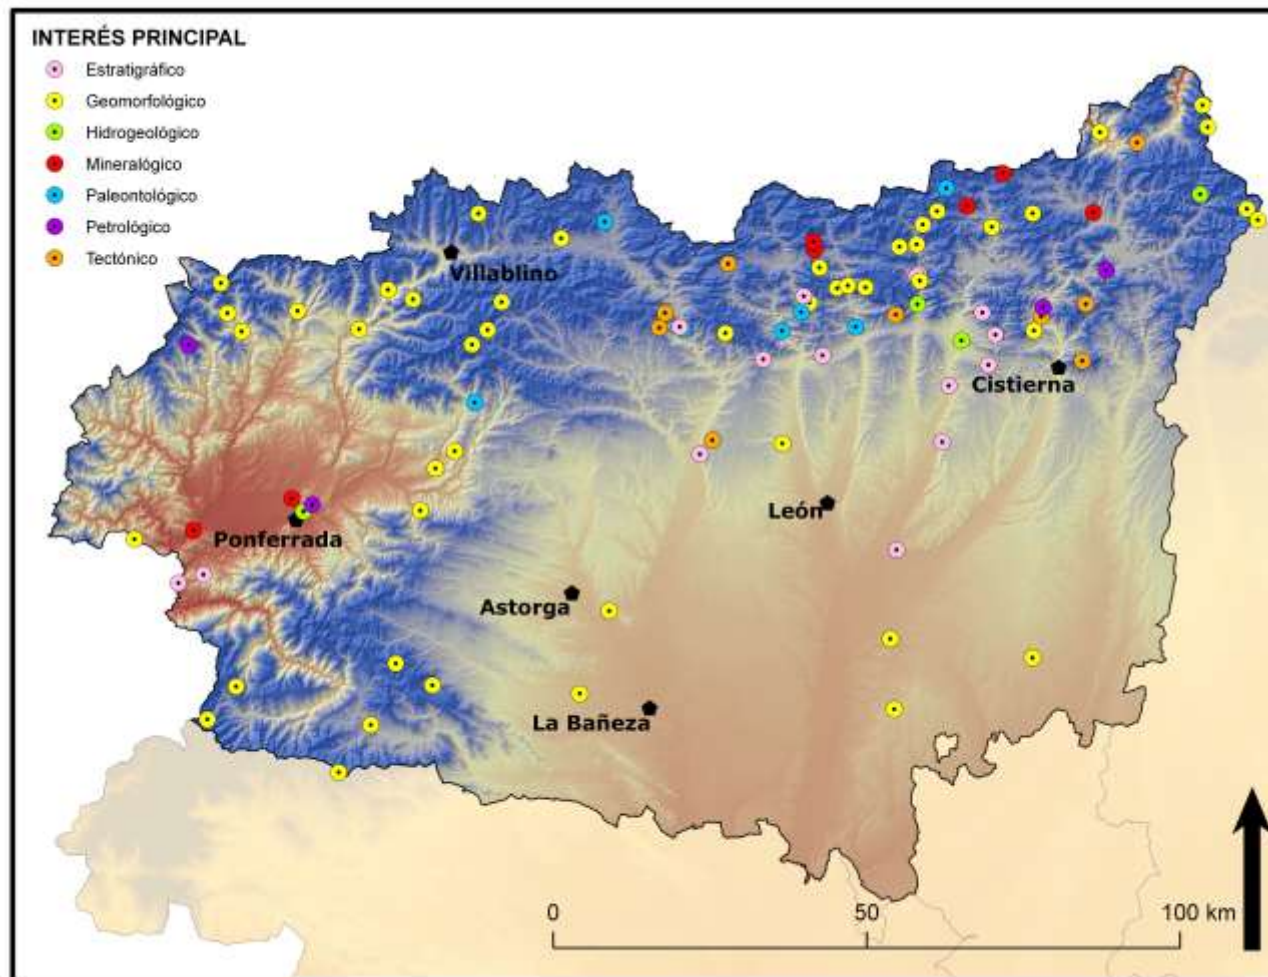 INTERÉS PRINCIPAL
Estratigráfico
Geomorfológico
Hidrogeológico
Mineralógico
Paleontológico
Petrológico
Tectónico
Villablino
Cistierna
León
Ponferrada
Astorga
La Bañeza
0 50 100 km